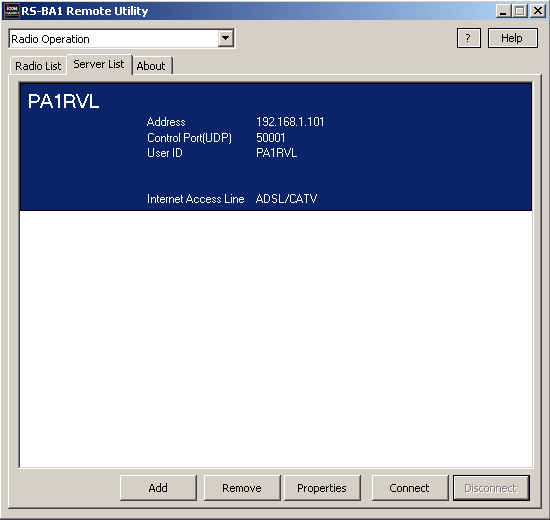 RS-BA1 Remote Utility
Radio Operation
? Help
Radio List Server List About
PA1RVL
Address 192.168.1.101
Control Port(UDP) 50001
User ID PA1RVL
Internet Access Line ADSL/CATV
Add Remove Properties Connect Disconnect